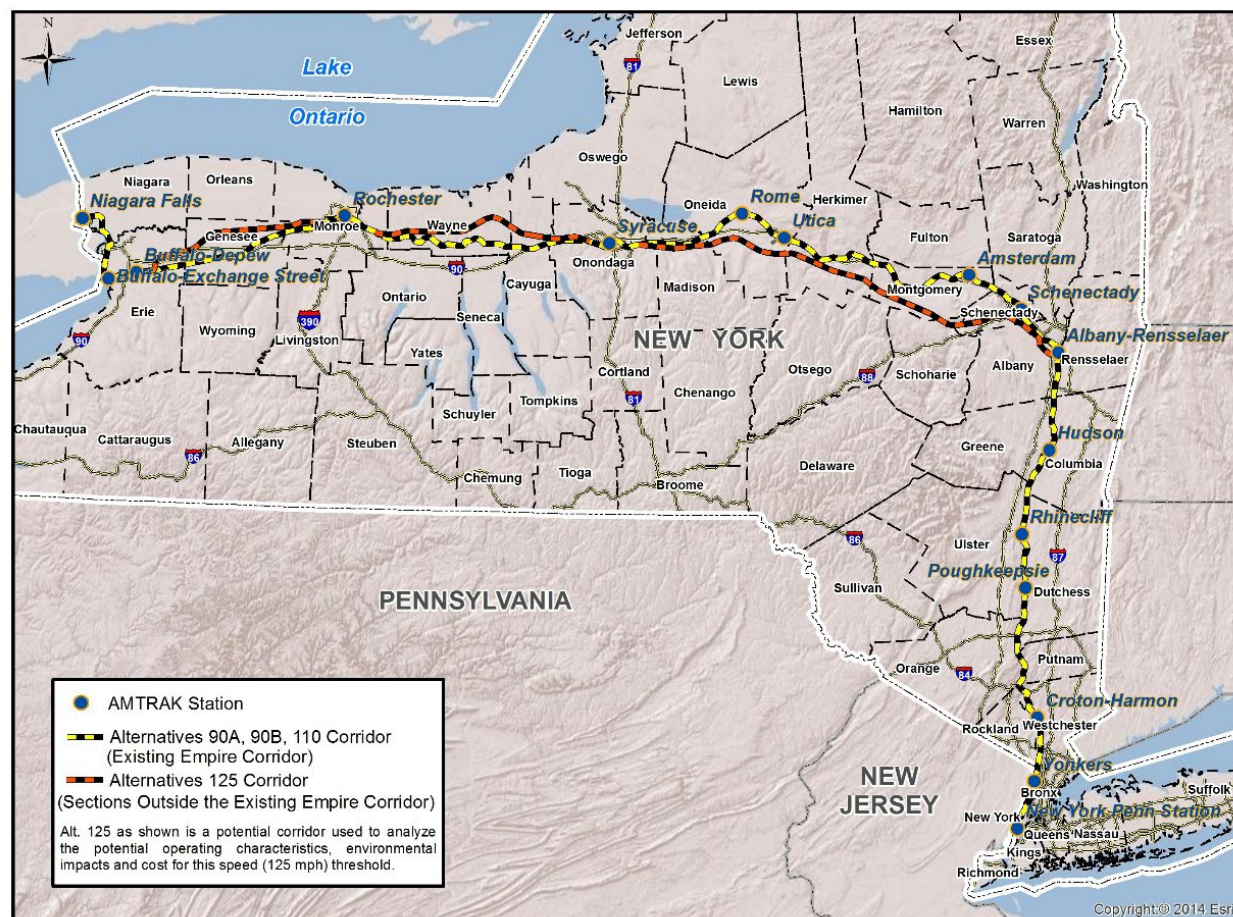 N
Jefferson
Essex
81
Lake
Ontario
Lewis
Hamilton
Warren
Oswego
Washington
Niagara
Orleans
Niagara Falls
Rochester
Rome
Oneida
Herkimer
Utica
Wayne
Genesee
Monroe
Syracuse
Fulton
Saratoga
Buffalo-Depew
Buffalo-Exchange Street
90
Onondaga
Amsterdam
Madison
Montgomery
Schenectady
Erie
Ontario
Cayuga
Seneca
Schenectady
Wyoming
390
Livingston
NEW YORK
Albany-Rensselaer
Rensselaer
90
Yates
Otsego
Albany
Cortland
88
Schoharie
Chenango
81
Tompkins
Schuyler
Chautauqua
Cattaraugus
Allegany
Steuben
Hudson
Greene
Columbia
86
Chemung
Tioga
Broome
Delaware
Rhinecliff
86
Ulster
87
Poughkeepsie
Sullivan
Dutchess
PENNSYLVANIA
Orange
84
Putnam
Croton-Harmon
Rockland
Westchester
Yonkers
NEW
JERSEY
Bronx
Suffolk
New York
New York Penn Station
Queens
Nassau
Kings
Richmond
AMTRAK Station
Alternatives 90A, 90B, 110 Corridor
(Existing Empire Corridor)
Alternatives 125 Corridor
(Sections Outside the Existing Empire Corridor)
Alt. 125 as shown is a potential corridor used to analyze
the potential operating characteristics, environmental
impacts and cost for this speed (125 mph) threshold.
Copyright:© 2014 Esri